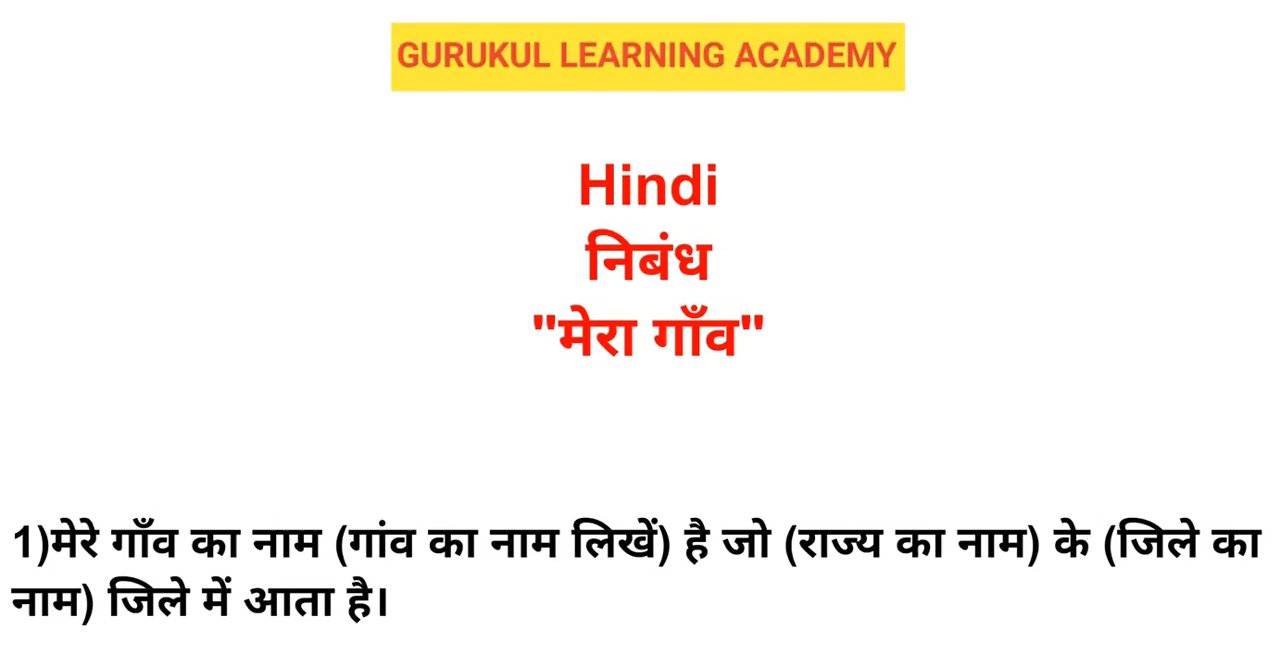 GURUKUL LEARNING ACADEMY
Hindi
निबंध
"मेरा गाँव"
1)मेरे गाँव का नाम (गांव का नाम लिखें) है जो (राज्य का नाम) के (जिले का
नाम) जिले में आता है।